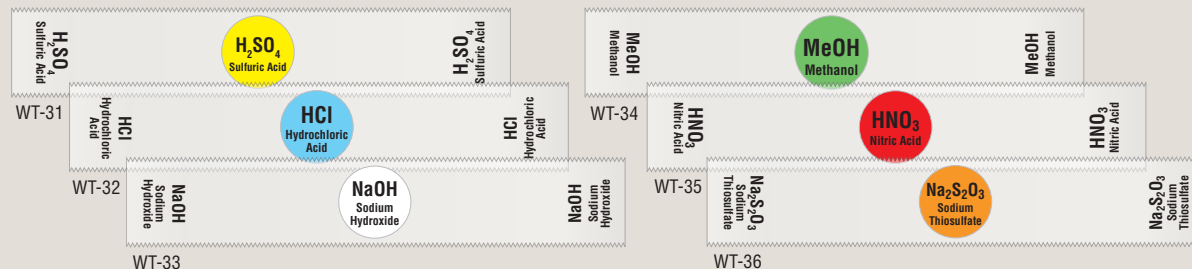 H₂SO₄
Sulfuric Acid
H₂SO₄
Sulfuric Acid
H₂SO₄
Sulfuric Acid
WT-31
HCl
Hydrochloric
Acid
HCl
Hydrochloric
Acid
HCl
Hydrochloric
Acid
WT-32
NaOH
Sodium
Hydroxide
NaOH
Sodium
Hydroxide
NaOH
Sodium
Hydroxide
WT-33
MeOH
Methanol
MeOH
Methanol
MeOH
Methanol
WT-34
HNO₃
Nitric Acid
HNO₃
Nitric Acid
HNO₃
Nitric Acid
WT-35
Na₂S₂O₃
Sodium
Thiosulfate
Na₂S₂O₃
Sodium
Thiosulfate
Na₂S₂O₃
Sodium
Thiosulfate
WT-36